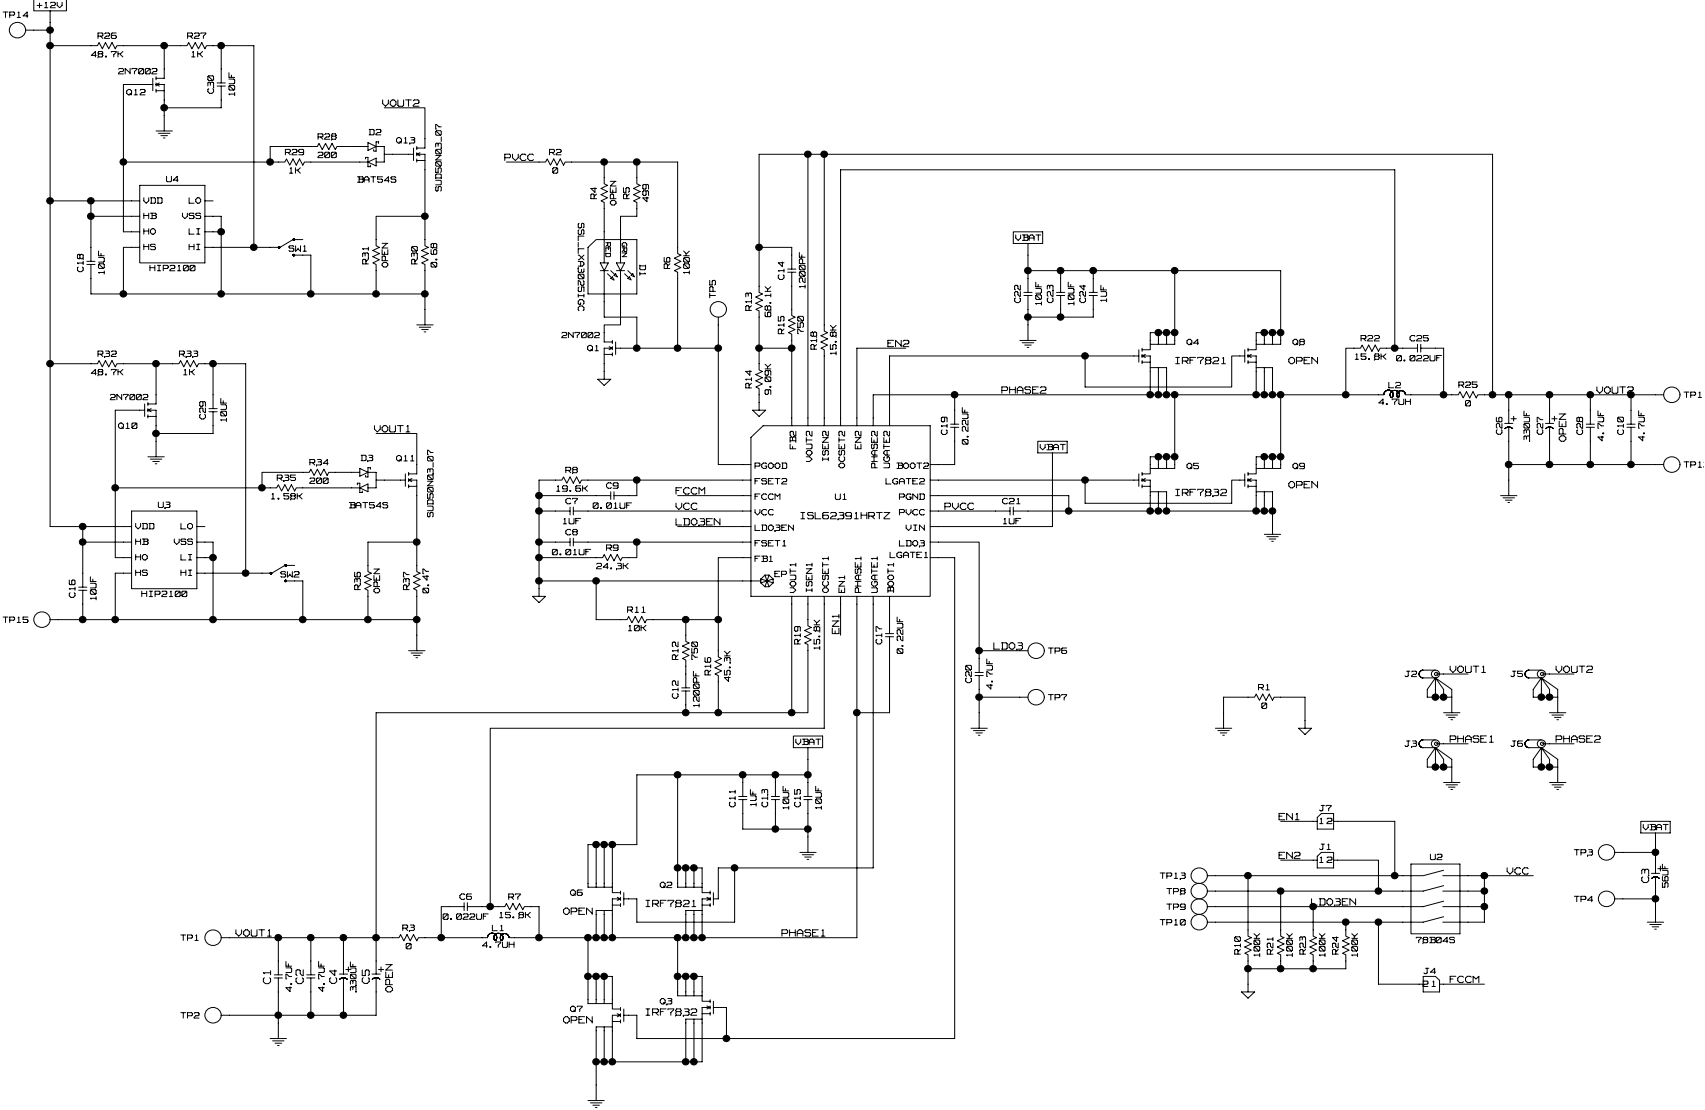 +12V
TP14
R26
48.7K
R27
1K
2N7002
Q12
C30
10UF
VOUT2
R28
200
D2
R29
1K
BAT54S
Q13
SUD50N03_07
U4
VDD
HB
HO
HS
LO
VSS
LI
HI
HIP2100
C18
10UF
SW1
R31
OPEN
R30
0.68
R32
48.7K
R33
1K
2N7002
Q10
C29
10UF
VOUT1
R34
200
D3
R35
1.58K
BAT54S
Q11
SUD50N03_07
U3
VDD
HB
HO
HS
LO
VSS
LI
HI
HIP2100
C16
10UF
SW2
R36
OPEN
R37
0.47
TP15
PVCC
R2
0
R4
OPEN
R5
499
SSL_LXA3025IGC
RED
GRN
D1
R6
100K
2N7002
Q1
TP5
R13
68.1K
C14
1200PF
R15
750
R18
15.8K
R14
9.09K
EN2
PHASE2
C19
0.22UF
VBAT
C22
10UF
C23
10UF
C24
1UF
Q4
IRF7821
Q8
OPEN
Q5
IRF7832
Q9
OPEN
R22
15.8K
C25
0.022UF
L2
4.7UH
R25
0
VOUT2
TP1
TP1
C26
330UF
C27
OPEN
C28
4.7UF
C10
4.7UF
VBAT
FB2
VOUT2
ISEN2
OCSET2
EN2
PHASE2
UGATE2
PGOOD
FSET2
FCCM
VCC
LDO3EN
FSET1
FB1
EP
U1
ISL62391HRTZ
BOOT2
LGATE2
PGND
PVCC
VIN
LDO3
LGATE1
VOUT1
ISEN1
OCSET1
EN1
PHASE1
UGATE1
BOOT1
R8
19.6K
C9
0.01UF
FCCM
C7
1UF
VCC
LDO3EN
C8
0.01UF
R9
24.3K
PVCC
C21
1UF
R11
10K
R12
750
C12
1200PF
R16
45.3K
R19
15.8K
EN1
C17
0.22UF
LDO3
TP6
C20
4.7UF
TP7
VBAT
C11
1UF
C13
10UF
C15
10UF
Q6
OPEN
Q2
IRF7821
C6
0.022UF
R7
15.8K
TP1
VOUT1
R3
0
L1
4.7UH
PHASE1
C1
4.7UF
C2
4.7UF
C4
330UF
C5
OPEN
Q7
OPEN
Q3
IRF7832
TP2
R1
0
J2
VOUT1
J5
VOUT2
J3
PHASE1
J6
PHASE2
EN1
J7
12
EN2
J1
12
U2
TP13
TP8
TP9
TP10
LDO3EN
VCC
78B04S
R10
100K
R21
100K
R23
100K
R24
100K
J4
21
FCCM
VBAT
TP3
C3
56UF
TP4